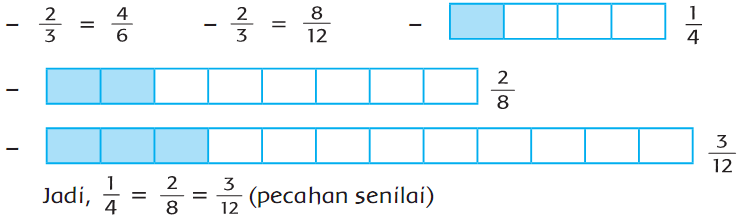 – 2/3 = 4/6 – 2/3 = 8/12 – 1/4
– 2/8
– 3/12
Jadi, 1/4 = 2/8 = 3/12 (pecahan senilai)